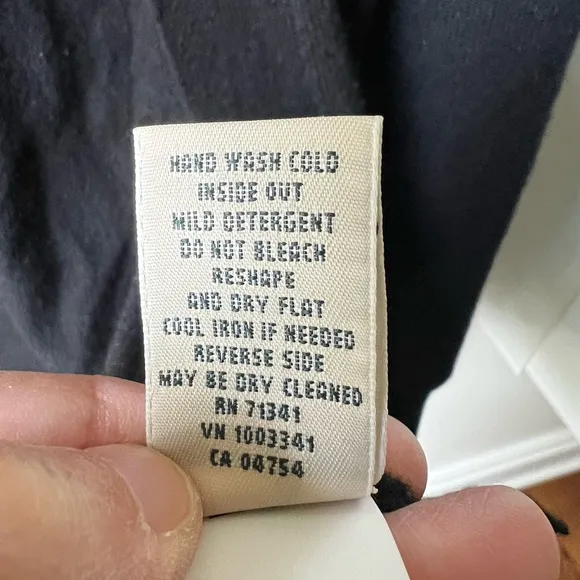 HAND WASH COLD
INSIDE OUT
MILD DETERGENT
DO NOT BLEACH
RESHAPE
AND DRY FLAT
COOL IRON IF NEEDED
REVERSE SIDE
MAY BE DRY CLEANED
RN 71341
VN 1003341
CA 04754